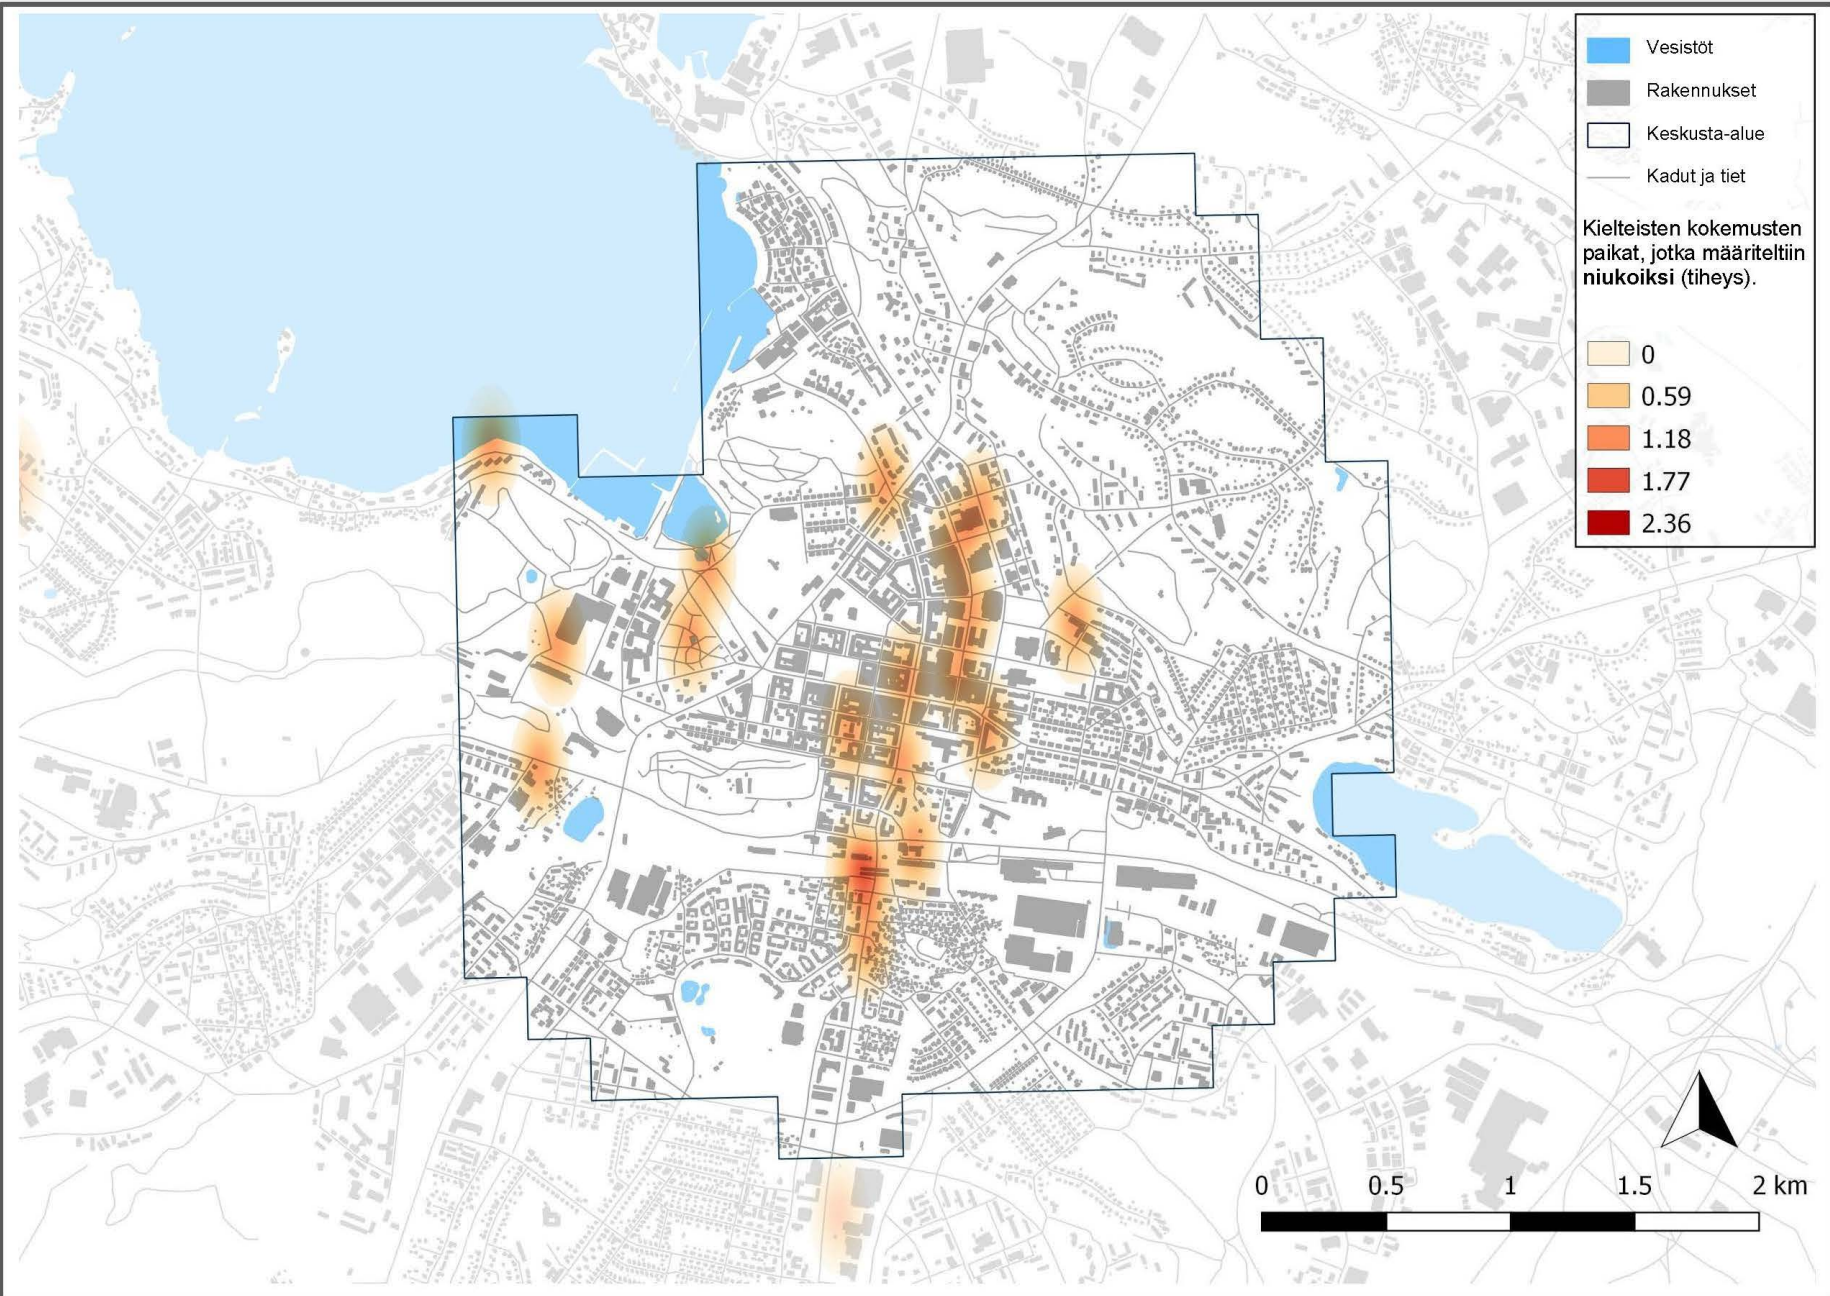 Vesistöt
Rakennukset
Keskusta-alue
Kadut ja tiet
Kielteisten kokemusten
paikat, jotka määriteltiin
niukoiksi (tiheys).
0
0.59
1.18
1.77
2.36
0 0.5 1 1.5 2 km